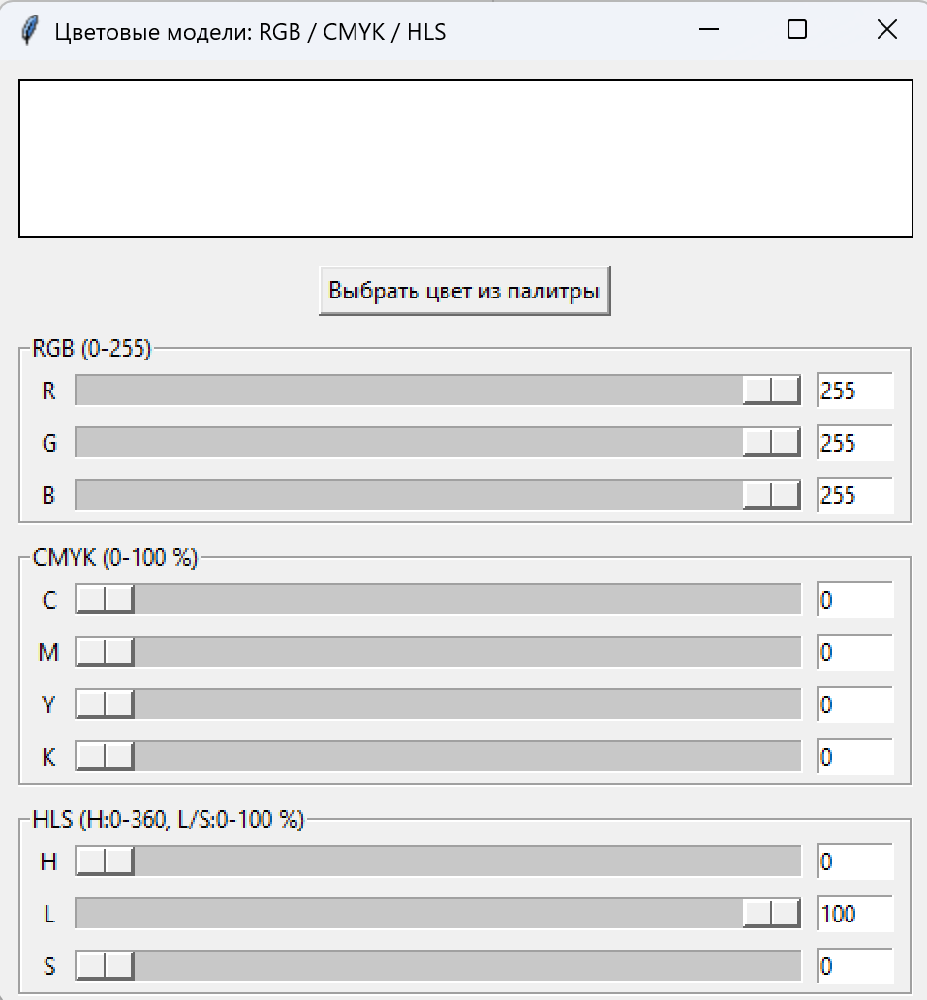 Цветовые модели: RGB / CMYK / HLS
Выбрать цвет из палитры
RGB (0-255)
R 255
G 255
B 255
CMYK (0-100 %)
C 0
M 0
Y 0
K 0
HLS (H:0-360, L/S:0-100 %)
H 0
L 100
S 0